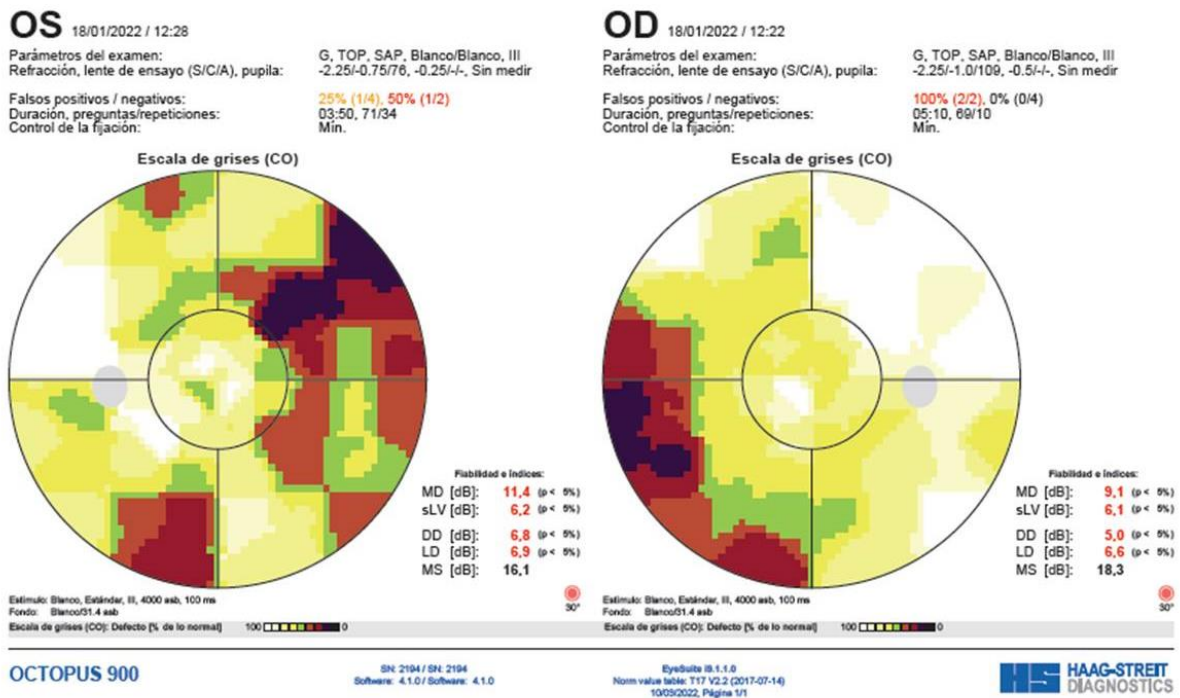 OS 18/01/2022 / 12:28
Parámetros del examen: G, TOP, SAP, Blanco/Blanco, III
Refracción, lente de ensayo (S/C/A), pupila: -2.25/-0.75/76, -0.25/-/-, Sin medir
Falsos positivos / negativos: 25% (1/4), 50% (1/2)
Duración, preguntas/repeticiones: 03:50, 71/34
Control de la fijación: Mín.
Escala de grises (CO)
Fiabilidad e índices:
MD [dB]: 11,4 (p < 5%)
sLV [dB]: 6,2 (p < 5%)
DD [dB]: 6,8 (p < 5%)
LD [dB]: 6,9 (p < 5%)
MS [dB]: 16,1
30°
Estímulo: Blanco, Estándar, III, 4000 asb, 100 ms
Fondo: Blanco/31.4 asb
Escala de grises (CO): Defecto [% de lo normal] 100 0
OD 18/01/2022 / 12:22
Parámetros del examen: G, TOP, SAP, Blanco/Blanco, III
Refracción, lente de ensayo (S/C/A), pupila: -2.25/-1.0/109, -0.5/-/-, Sin medir
Falsos positivos / negativos: 100% (2/2), 0% (0/4)
Duración, preguntas/repeticiones: 05:10, 69/10
Control de la fijación: Mín.
Escala de grises (CO)
Fiabilidad e índices:
MD [dB]: 9,1 (p < 5%)
sLV [dB]: 6,1 (p < 5%)
DD [dB]: 5,0 (p < 5%)
LD [dB]: 6,6 (p < 5%)
MS [dB]: 18,3
30°
Estímulo: Blanco, Estándar, III, 4000 asb, 100 ms
Fondo: Blanco/31.4 asb
Escala de grises (CO): Defecto [% de lo normal] 100 0
OCTOPUS 900
SN: 2194 / SN: 2194
Software: 4.1.0 / Software: 4.1.0
EyeSuite i9.1.1.0
Norm value table: T17 V2.2 (2017-07-14)
10/03/2022, Página 1/1
HS HAAG-STREIT
DIAGNOSTICS